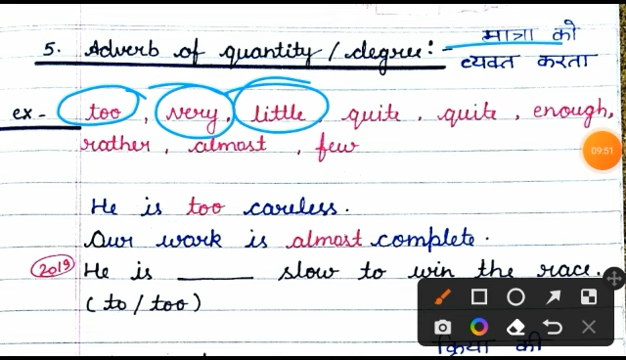 5. Adverb of quantity / degree :- मात्रा को
व्यक्त करता
ex - too, very, little, quite, quite, enough,
rather, almost, few
He is too careless.
Our work is almost complete.
2019 He is ______ slow to win the race.
(to / too)
09:51
क्रिया की